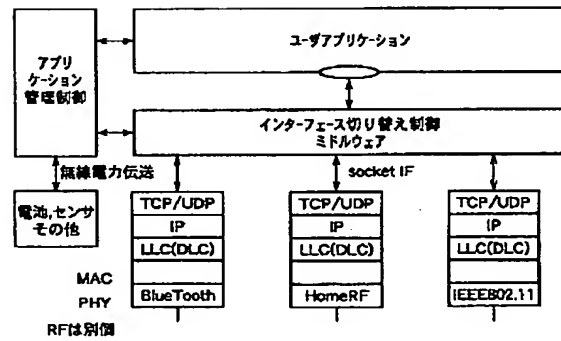 アプリ
ケーション
管理制御
ユーザアプリケーション
インターフェース切り替え制御
ミドルウェア
無線電力伝送
socket IF
電池,センサ
その他
TCP/UDP
IP
LLC(DLC)
BlueTooth
TCP/UDP
IP
LLC(DLC)
HomeRF
TCP/UDP
IP
LLC(DLC)
IEEE802.11
MAC
PHY
RFは別個